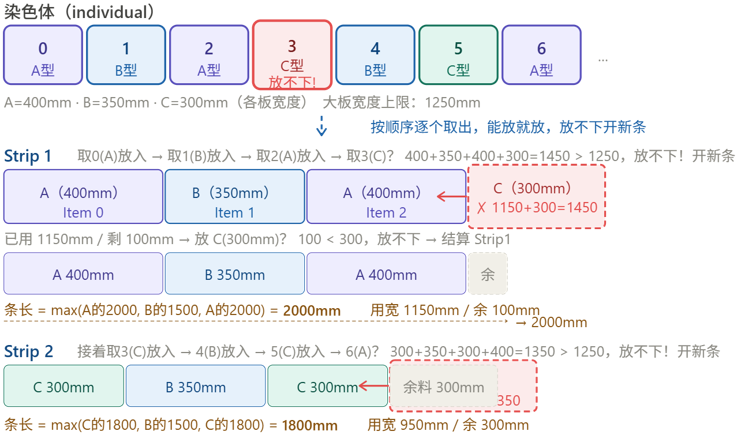 染色体（individual）
0 1 2 3 4 5 6
A型 B型 A型 C型 B型 C型 A型 ...
放不下!
A=400mm · B=350mm · C=300mm（各板宽度） 大板宽度上限：1250mm
按顺序逐个取出，能放就放，放不下开新条
Strip 1 取0(A)放入 → 取1(B)放入 → 取2(A)放入 → 取3(C)? 400+350+400+300=1450 > 1250，放不下！开新条
A（400mm） B（350mm） A（400mm） C（300mm）
Item 0 Item 1 Item 2 ✗ 1150+300=1450
已用 1150mm / 剩 100mm → 放 C(300mm)? 100 < 300，放不下 → 结算 Strip1
A 400mm B 350mm A 400mm 余
条长 = max(A的2000, B的1500, A的2000) = 2000mm 用宽 1150mm / 余 100mm
→ 2000mm
Strip 2 接着取3(C)放入 → 4(B)放入 → 5(C)放入 → 6(A)? 300+350+300+400=1350 > 1250，放不下！开新条
C 300mm B 350mm C 300mm 余料 300mm
350
条长 = max(C的1800, B的1500, C的1800) = 1800mm 用宽 950mm / 余 300mm